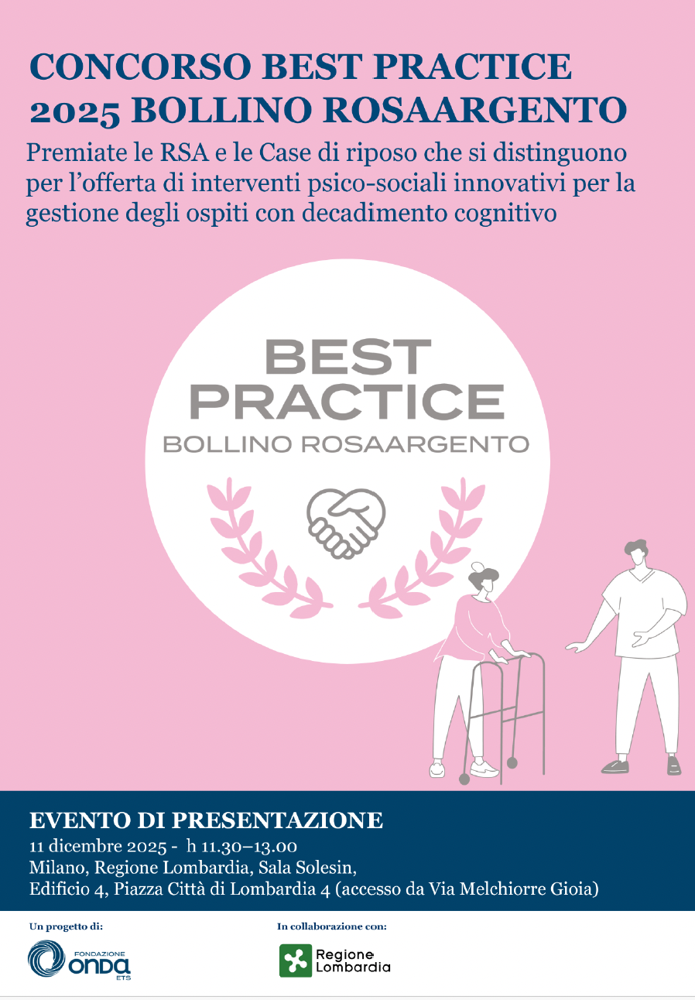 CONCORSO BEST PRACTICE
2025 BOLLINO ROSAARGENTO
Premiate le RSA e le Case di riposo che si distinguono
per l’offerta di interventi psico-sociali innovativi per la
gestione degli ospiti con decadimento cognitivo
BEST
PRACTICE
BOLLINO ROSAARGENTO
EVENTO DI PRESENTAZIONE
11 dicembre 2025 - h 11.30–13.00
Milano, Regione Lombardia, Sala Solesin,
Edificio 4, Piazza Città di Lombardia 4 (accesso da Via Melchiorre Gioia)
Un progetto di:
FONDAZIONE
ONDA
ETS
In collaborazione con:
Regione
Lombardia